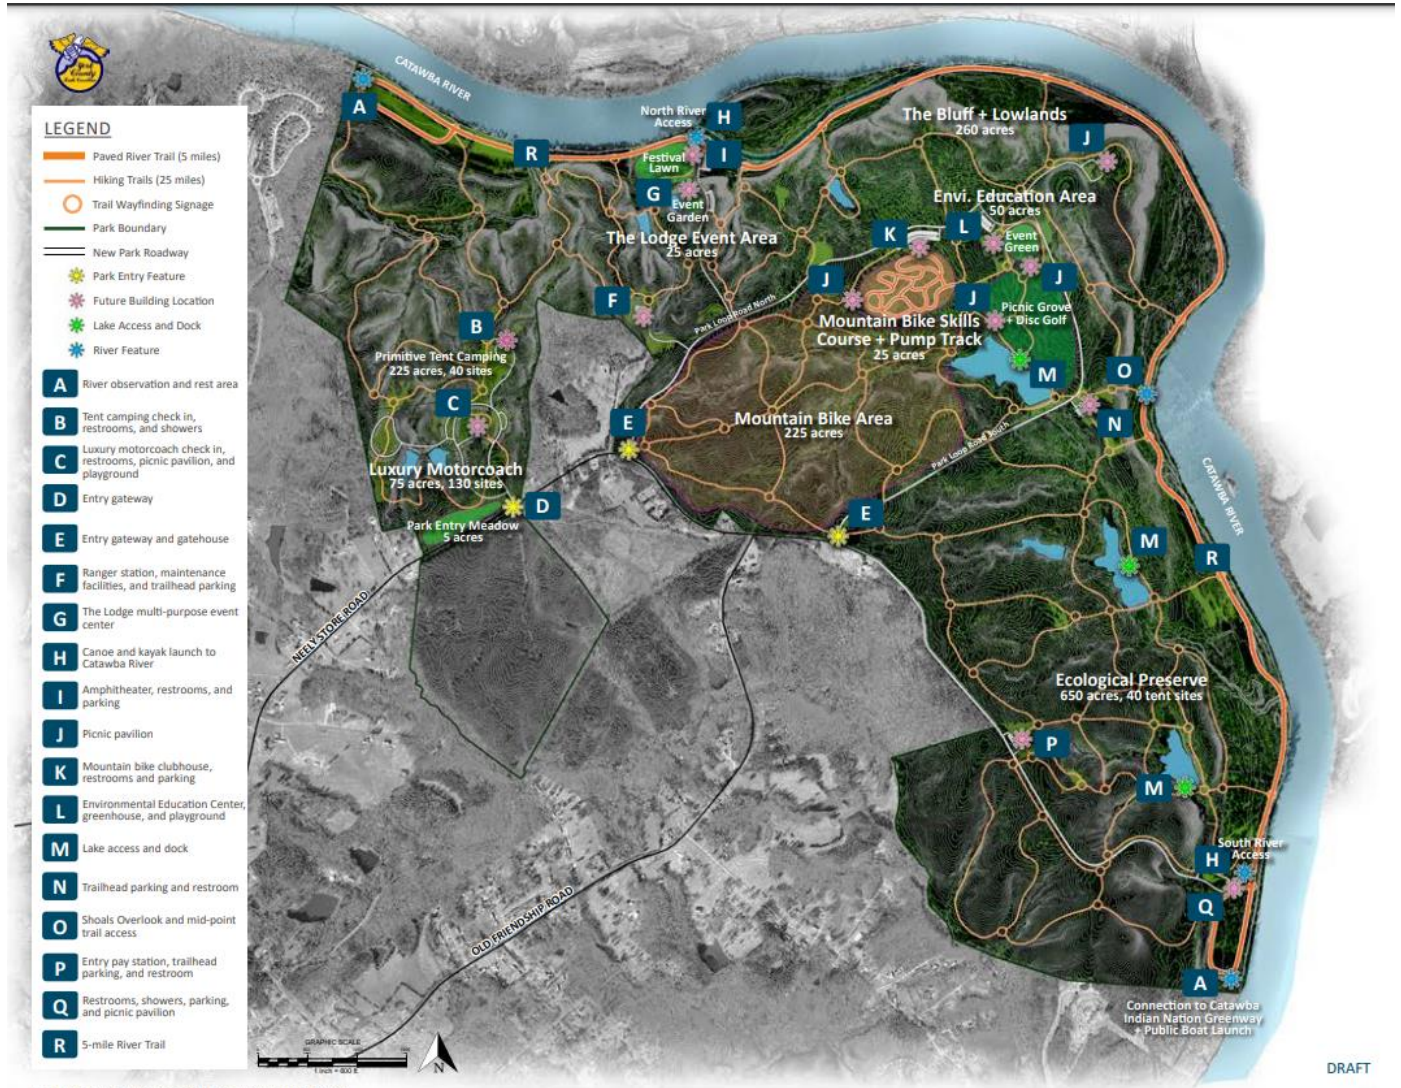 York
County
LEGEND
Paved River Trail (5 miles)
Hiking Trails (25 miles)
Trail Wayfinding Signage
Park Boundary
New Park Roadway
Park Entry Feature
Future Building Location
Lake Access and Dock
River Feature
A River observation and rest area
B Tent camping check in,
restrooms, and showers
C Luxury motorcoach check in,
restrooms, picnic pavilion, and
playground
D Entry gateway
E Entry gateway and gatehouse
F Ranger station, maintenance
facilities, and trailhead parking
G The Lodge multi-purpose event
center
H Canoe and kayak launch to
Catawba River
I Amphitheater, restrooms, and
parking
J Picnic pavilion
K Mountain bike clubhouse,
restrooms and parking
L Environmental Education Center,
greenhouse, and playground
M Lake access and dock
N Trailhead parking and restroom
O Shoals Overlook and mid-point
trail access
P Entry pay station, trailhead
parking, and restroom
Q Restrooms, showers, parking,
and picnic pavilion
R 5-mile River Trail
CATAWBA RIVER
A
R
North River
Access
H
I
Festival
Lawn
G
Event
Garden
The Lodge Event Area
25 acres
The Bluff + Lowlands
260 acres
J
Envi. Education Area
50 acres
K
L
Event
Green
J
J
J
Picnic Grove
+ Disc Golf
F
Park Loop Road North
Mountain Bike Skills
Course + Pump Track
25 acres
B
Primitive Tent Camping
225 acres, 40 sites
C
M
O
N
E
Mountain Bike Area
225 acres
Park Loop Road South
Luxury Motorcoach
75 acres, 130 sites
D
Park Entry Meadow
5 acres
E
CATAWBA RIVER
M
R
NEELY STORE ROAD
Ecological Preserve
650 acres, 40 tent sites
P
M
South River
Access
H
Q
OLD FRIENDSHIP ROAD
A
Connection to Catawba
Indian Nation Greenway
+ Public Boat Launch
GRAPHIC SCALE
N
DRAFT